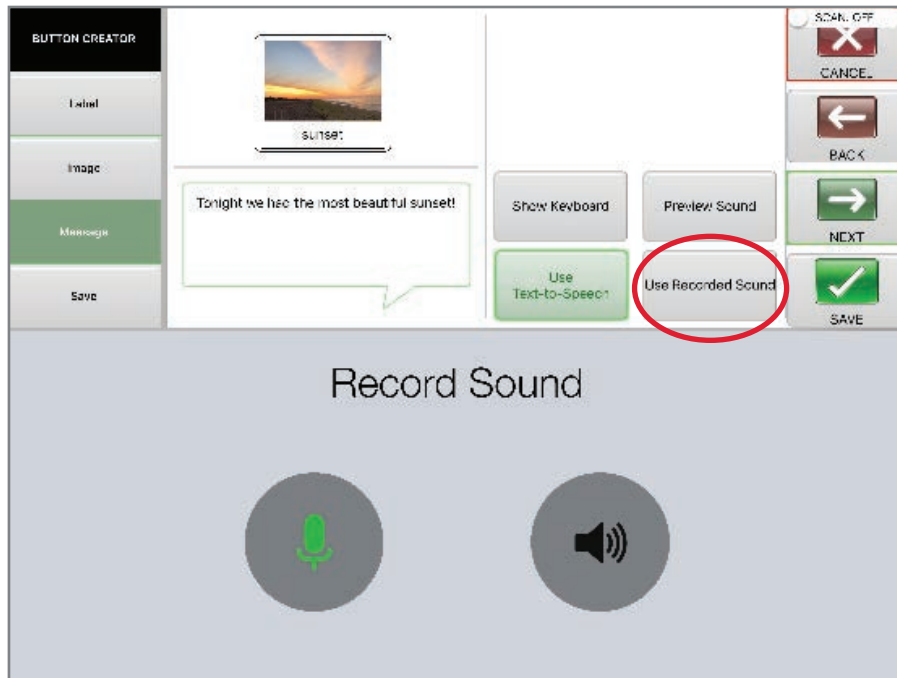 BUTTON CREATOR
Label
Image
Message
Save
sunset
Tonight we had the most beautiful sunset!
Show Keyboard
Preview Sound
Use
Text-to-Speech
Use Recorded Sound
SCAN: OFF
CANCEL
BACK
NEXT
SAVE
Record Sound